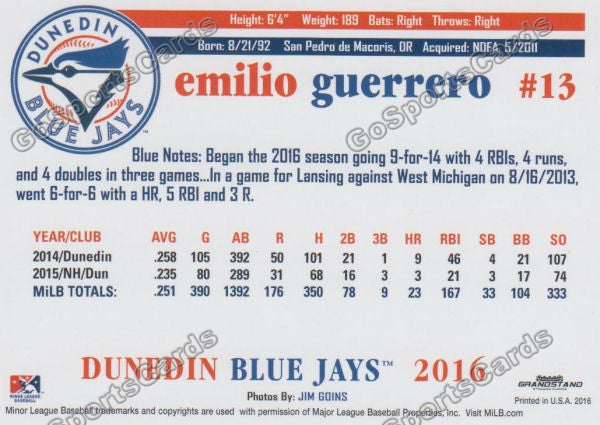 DUNEDIN BLUE JAYS™
Height: 6'4" Weight: 189 Bats: Right Throws: Right
Born: 8/21/92 San Pedro de Macoris, DR Acquired: NDFA, 5/2011
emilio guerrero #13
Blue Notes: Began the 2016 season going 9-for-14 with 4 RBIs, 4 runs,
and 4 doubles in three games...In a game for Lansing against West Michigan on 8/16/2013,
went 6-for-6 with a HR, 5 RBI and 3 R.
YEAR/CLUB AVG G AB R H 2B 3B HR RBI SB BB SO
2014/Dunedin .258 105 392 50 101 21 1 9 46 4 21 107
2015/NH/Dun .235 80 289 31 68 16 3 3 21 3 17 74
MiLB TOTALS: .251 390 1392 176 350 78 9 23 167 33 104 333
DUNEDIN BLUE JAYS™ 2016
Photos By: JIM GOINS
MINOR LEAGUE BASEBALL
GRANDSTAND
Printed in U.S.A. 2016
Minor League Baseball trademarks and copyrights are used with permission of Major League Baseball Properties, Inc. Visit MiLB.com
GoSportsCards
GoSportsCards
GoSportsCards
GoSportsCards